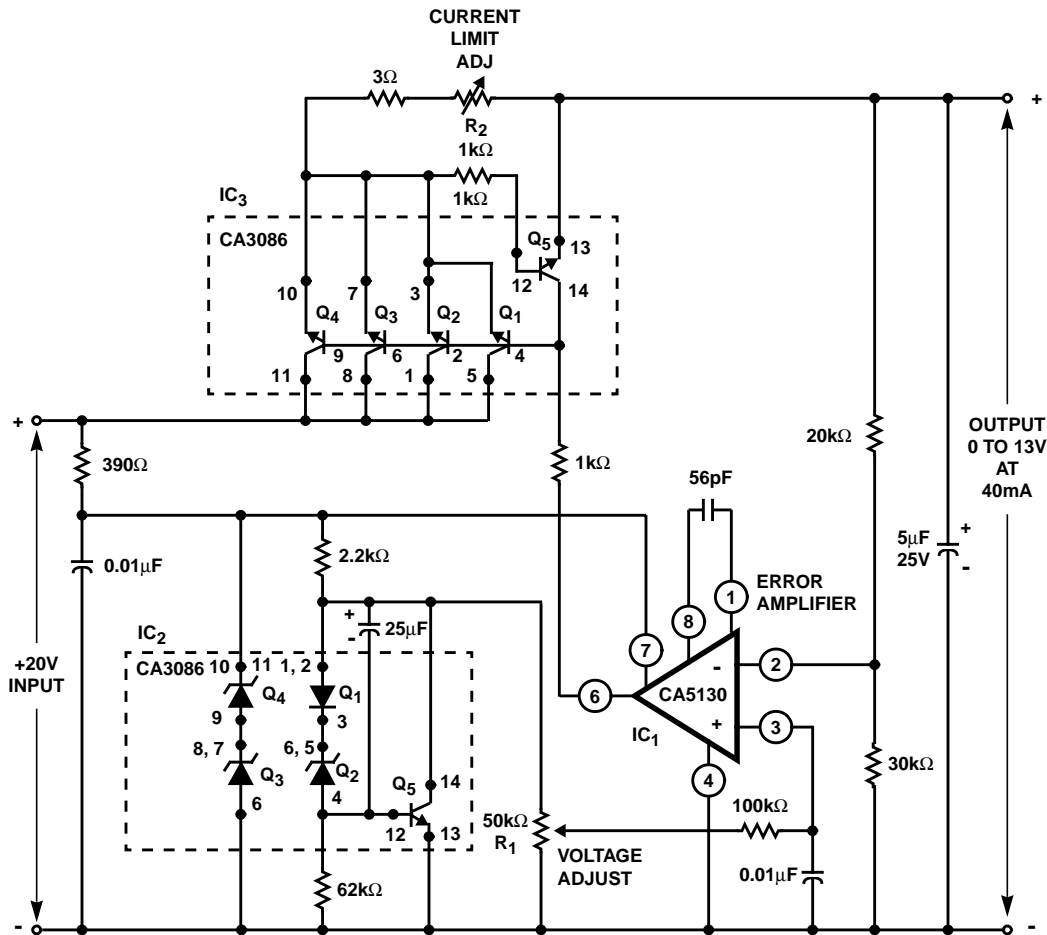 CURRENT
LIMIT
ADJ
3Ω
R2
1kΩ
1kΩ
+
IC3
CA3086
Q5
13
12
14
10
7
3
Q4
Q3
Q2
Q1
9
6
2
4
11
8
1
5
+
390Ω
1kΩ
20kΩ
OUTPUT
0 TO 13V
AT
40mA
56pF
0.01µF
2.2kΩ
5µF
25V
+
-
ERROR
AMPLIFIER
1
8
7
2
+20V
INPUT
IC2
CA3086
+
-
25µF
10
11
1, 2
Q4
Q1
9
3
8, 7
6, 5
Q3
Q2
6
4
Q5
14
12
13
6
-
CA5130
+
3
IC1
4
30kΩ
62kΩ
50kΩ
R1
VOLTAGE
ADJUST
100kΩ
0.01µF
-
-